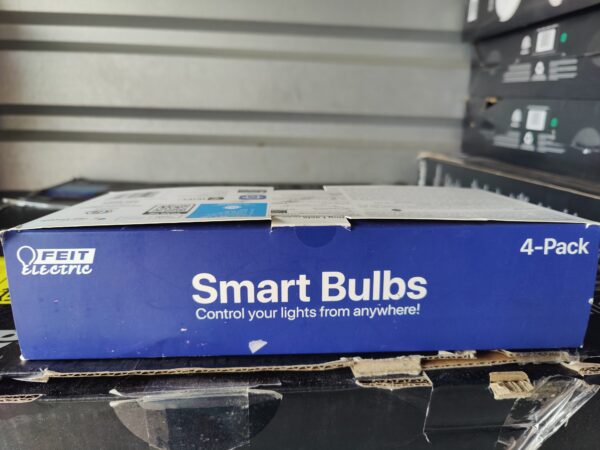 FEIT
Electric
4-Pack
Smart Bulbs
Control your lights from anywhere!